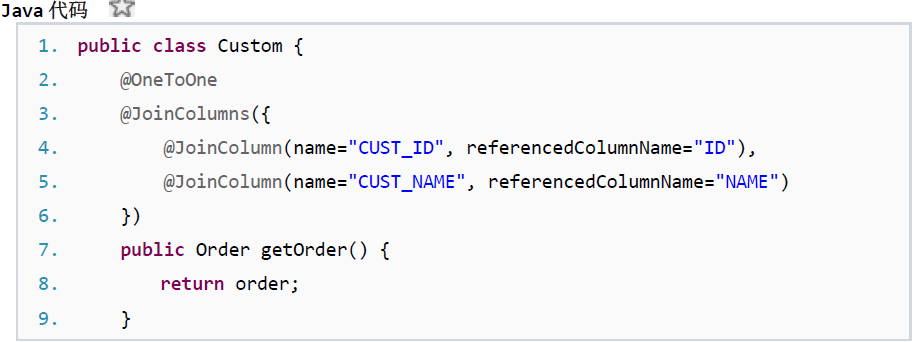 Java 代码
1. public class Custom {
2. @OneToOne
3. @JoinColumns({
4. @JoinColumn(name="CUST_ID", referencedColumnName="ID"),
5. @JoinColumn(name="CUST_NAME", referencedColumnName="NAME")
6. })
7. public Order getOrder() {
8. return order;
9. }